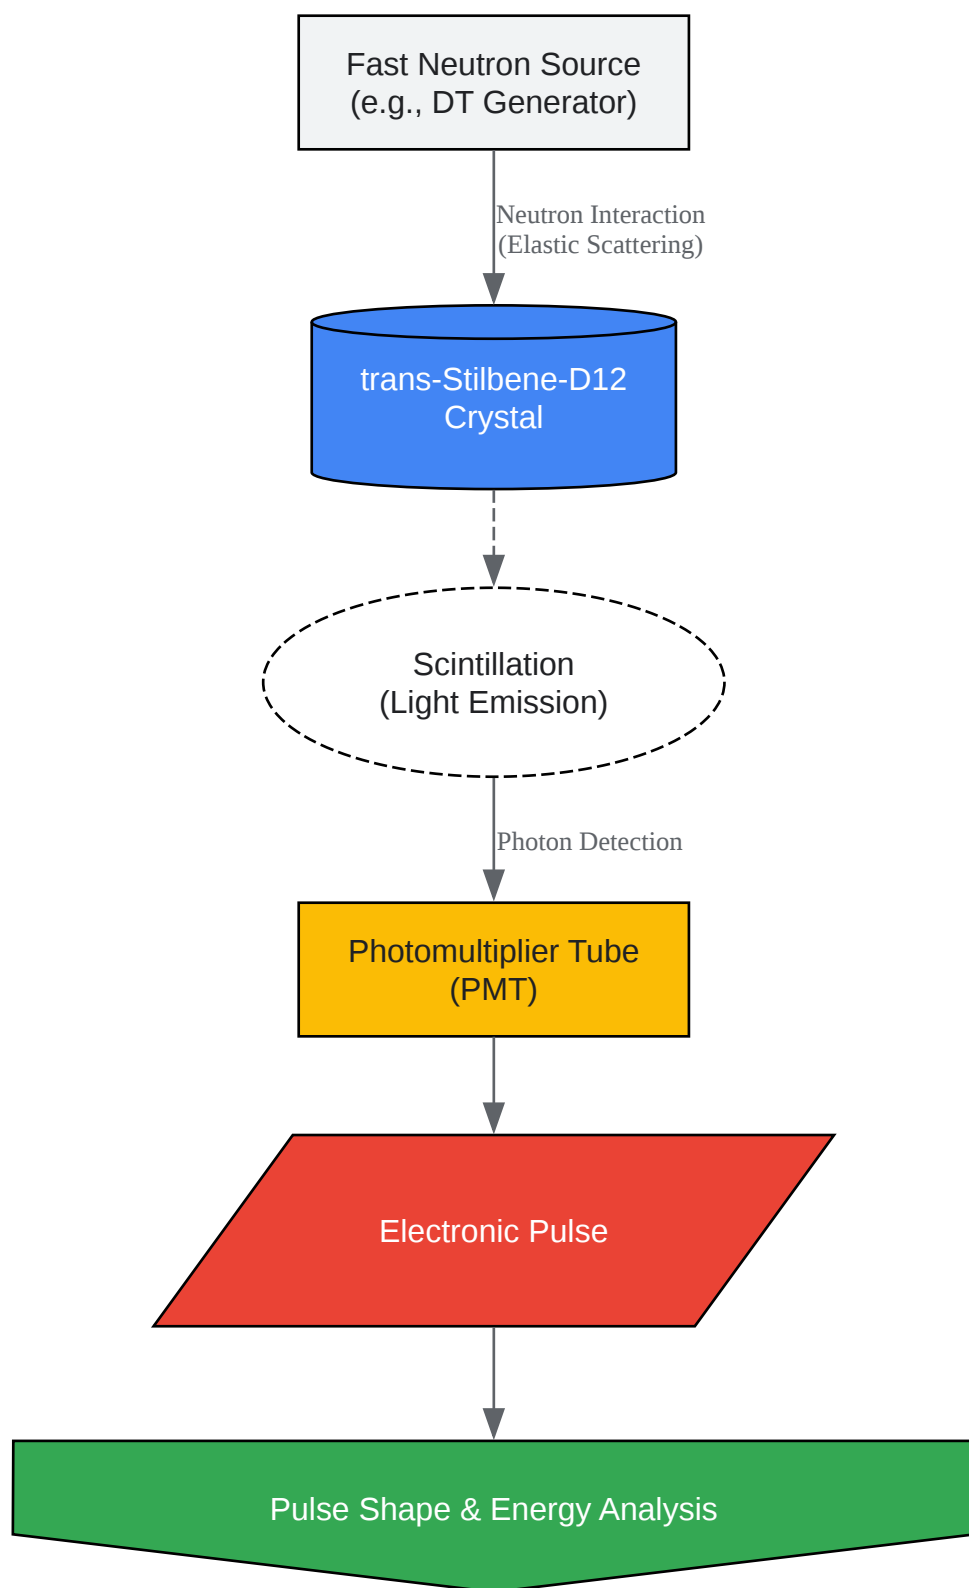 Fast Neutron Source
(e.g., DT Generator)
Neutron Interaction
(Elastic Scattering)
trans-Stilbene-D12
Crystal
Scintillation
(Light Emission)
Photon Detection
Photomultiplier Tube
(PMT)
Electronic Pulse
Pulse Shape & Energy Analysis